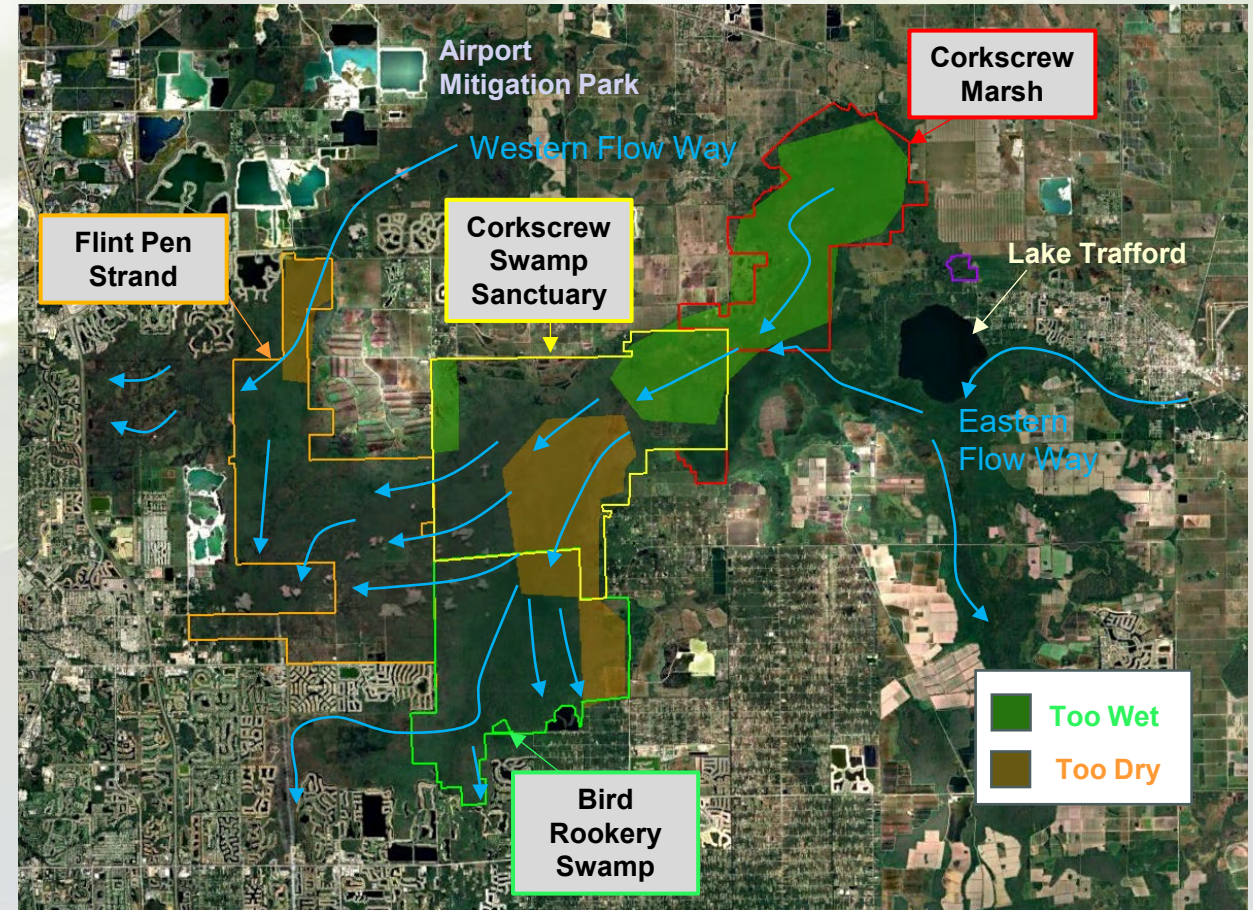 Airport
Mitigation Park
Corkscrew
Marsh
Western Flow Way
Flint Pen
Strand
Corkscrew
Swamp
Sanctuary
Lake Trafford
Eastern
Flow Way
Too Wet
Too Dry
Bird
Rookery
Swamp